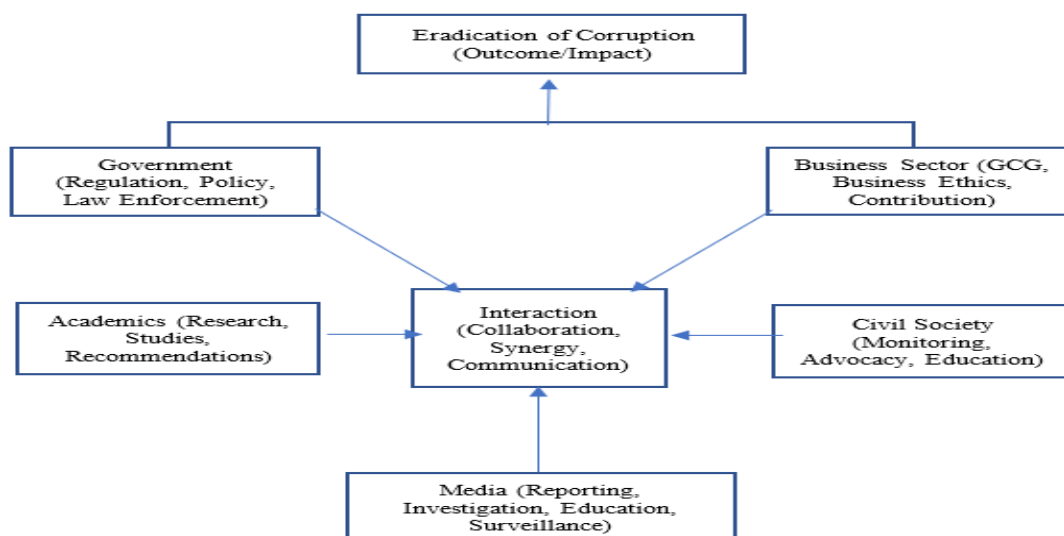 Eradication of Corruption
(Outcome/Impact)
Government
(Regulation, Policy,
Law Enforcement)
Business Sector (GCG,
Business Ethics,
Contribution)
Academics (Research,
Studies,
Recommendations)
Interaction
(Collaboration,
Synergy,
Communication)
Civil Society
(Monitoring,
Advocacy, Education)
Media (Reporting,
Investigation, Education,
Surveillance)